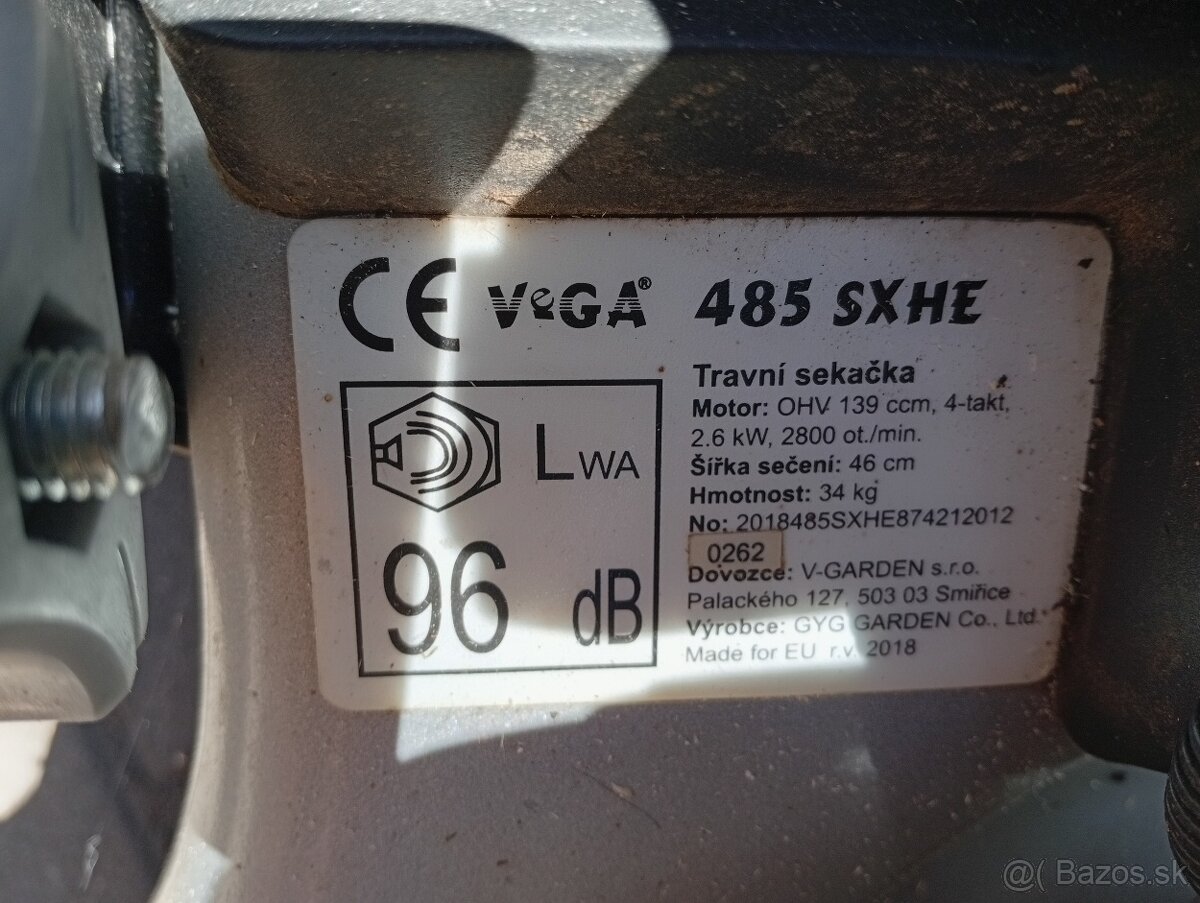 CE VeGA® 485 SXHE
Travní sekačka
Motor: OHV 139 ccm, 4-takt,
2.6 kW, 2800 ot./min.
Šířka sečení: 46 cm
Hmotnost: 34 kg
No: 2018485SXHE874212012
0262
Dovozce: V-GARDEN s.r.o.
Palackého 127, 503 03 Smiřice
Výrobce: GYG GARDEN Co., Ltd.
Made for EU r.v. 2018
LWA
96 dB
@( Bazos.sk